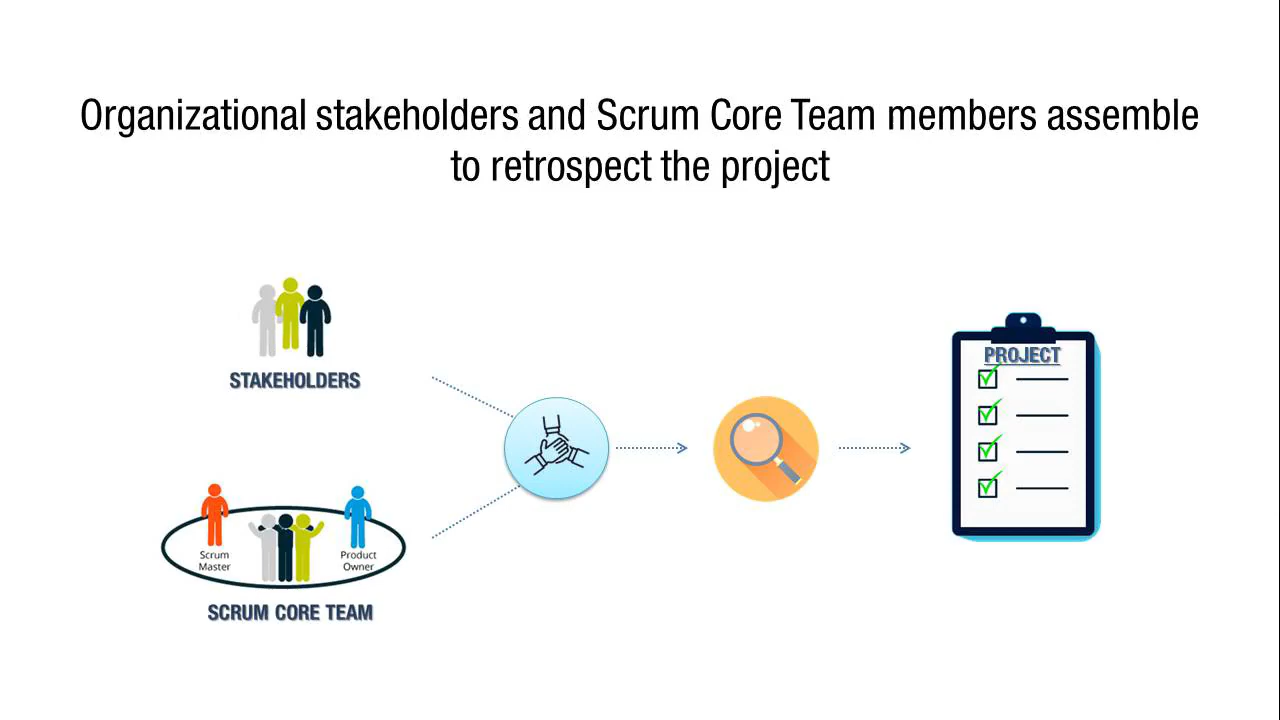 Organizational stakeholders and Scrum Core Team members assemble
to retrospect the project
STAKEHOLDERS
PROJECT
Scrum
Master
Product
Owner
SCRUM CORE TEAM